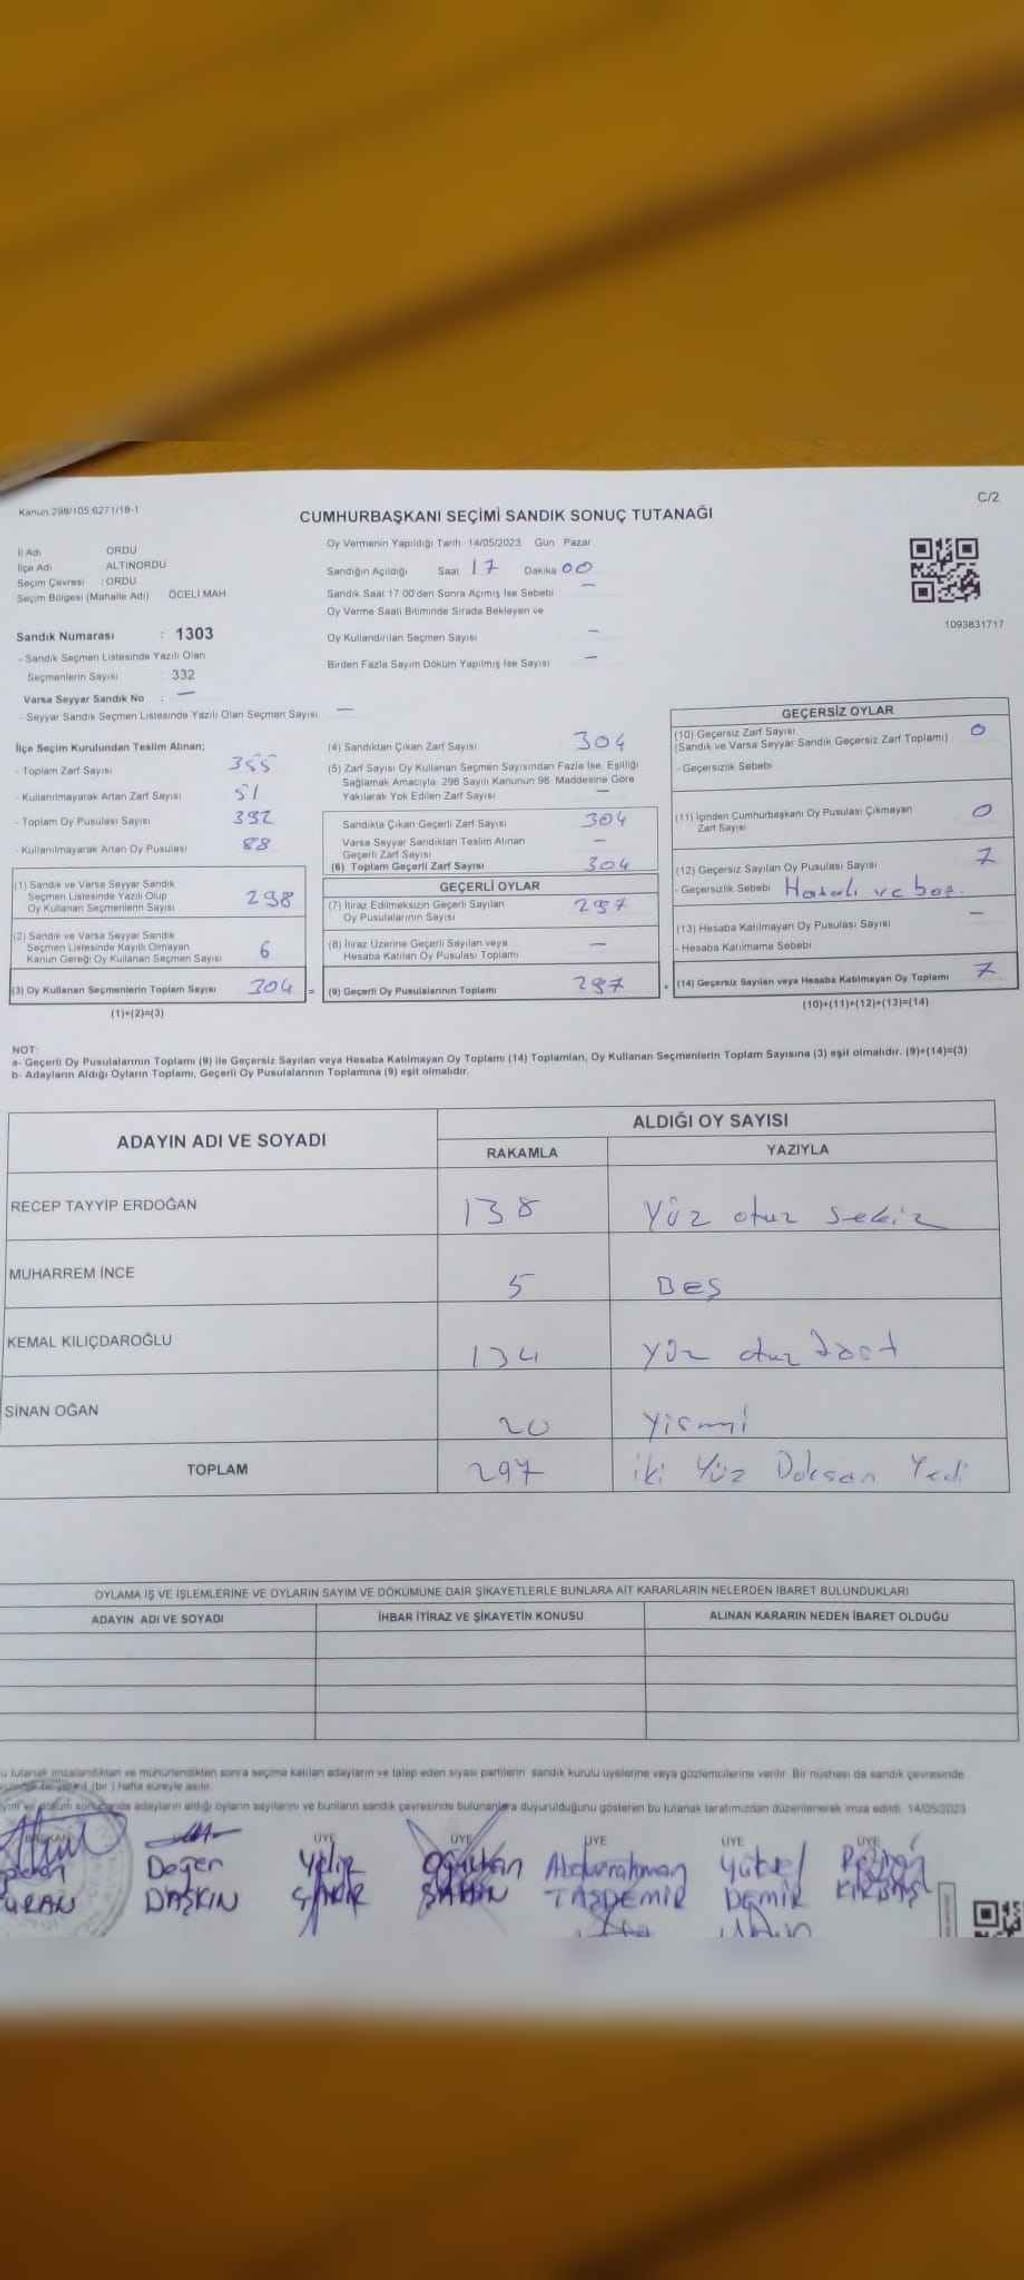 Kanun 298/105 6271/18-1
C/2
CUMHURBAŞKANI SEÇİMİ SANDIK SONUÇ TUTANAĞI
İl Adı ORDU
İlçe Adı ALTINORDU
Seçim Çevresi : ORDU
Seçim Bölgesi (Mahalle Adı) ÖCELİ MAH.
Sandık Numarası : 1303
- Sandık Seçmen Listesinde Yazılı Olan
Seçmenlerin Sayısı : 332
Varsa Seyyar Sandık No : —
- Seyyar Sandık Seçmen Listesinde Yazılı Olan Seçmen Sayısı —
Oy Vermenin Yapıldığı Tarih 14/05/2023 Gün Pazar
Sandığın Açıldığı Saat 17 Dakika 00
Sandık Saat 17 00'den Sonra Açımış İse Sebebi —
Oy Verme Saati Bitiminde Sırada Bekleyen ve
Oy Kullandırılan Seçmen Sayısı —
Birden Fazla Sayım Döküm Yapılmış İse Sayısı —
1093831717
İlçe Seçim Kurulundan Teslim Alınan;
- Toplam Zarf Sayısı 355
- Kullanılmayarak Artan Zarf Sayısı 51
- Toplam Oy Pusulası Sayısı 392
- Kullanılmayarak Artan Oy Pusulası 88
(1) Sandık ve Varsa Seyyar Sandık
Seçmen Listesinde Yazılı Olup
Oy Kullanan Seçmenlerin Sayısı 298
(2) Sandık ve Varsa Seyyar Sandık
Seçmen Listesinde Kayıtlı Olmayan
Kanun Gereği Oy Kullanan Seçmen Sayısı 6
(3) Oy Kullanan Seçmenlerin Toplam Sayısı 304 =
(1)+(2)=(3)
(4) Sandıktan Çıkan Zarf Sayısı 304
(5) Zarf Sayısı Oy Kullanan Seçmen Sayısından Fazla İse, Eşitliği
Sağlamak Amacıyla 298 Sayılı Kanunun 98. Maddesine Göre
Yakılarak Yok Edilen Zarf Sayısı —
Sandıkta Çıkan Geçerli Zarf Sayısı 304
Varsa Seyyar Sandıktan Teslim Alınan
Geçerli Zarf Sayısı —
(6) Toplam Geçerli Zarf Sayısı 304
GEÇERLİ OYLAR
(7) İtiraz Edilmeksizin Geçerli Sayılan
Oy Pusulalarının Sayısı 297
(8) İtiraz Üzerine Geçerli Sayılan veya
Hesaba Katılan Oy Pusulası Toplamı —
(9) Geçerli Oy Pusulalarının Toplamı 297 +
GEÇERSİZ OYLAR
(10) Geçersiz Zarf Sayısı 0
(Sandık ve Varsa Seyyar Sandık Geçersiz Zarf Toplamı)
- Geçersizlik Sebebi
(11) İçinden Cumhurbaşkanı Oy Pusulası Çıkmayan
Zarf Sayısı 0
(12) Geçersiz Sayılan Oy Pusulası Sayısı 7
- Geçersizlik Sebebi Hatalı ve boş.
(13) Hesaba Katılmayan Oy Pusulası Sayısı —
- Hesaba Katılmama Sebebi
(14) Geçersiz Sayılan veya Hesaba Katılmayan Oy Toplamı 7
(10)+(11)+(12)+(13)=(14)
NOT:
a- Geçerli Oy Pusulalarının Toplamı (9) ile Geçersiz Sayılan veya Hesaba Katılmayan Oy Toplamı (14) Toplamları, Oy Kullanan Seçmenlerin Toplam Sayısına (3) eşit olmalıdır. (9)+(14)=(3)
b- Adayların Aldığı Oyların Toplamı, Geçerli Oy Pusulalarının Toplamına (9) eşit olmalıdır.
ADAYIN ADI VE SOYADI
ALDIĞI OY SAYISI
RAKAMLA YAZIYLA
RECEP TAYYİP ERDOĞAN 138 Yüz otuz sekiz
MUHARREM İNCE 5 Beş
KEMAL KILIÇDAROĞLU 134 yüz otuz dört
SİNAN OĞAN 20 Yirmi
TOPLAM 297 iki Yüz Doksan Yedi
OYLAMA İŞ VE İŞLEMLERİNE VE OYLARIN SAYIM VE DÖKÜMÜNE DAİR ŞİKAYETLERLE BUNLARA AİT KARARLARIN NELERDEN İBARET BULUNDUKLARI
ADAYIN ADI VE SOYADI İHBAR İTİRAZ VE ŞİKAYETİN KONUSU ALINAN KARARIN NEDEN İBARET OLDUĞU
tutanak imzalandıktan ve mühürlendikten sonra seçime katılan adayların ve talep eden siyasi partilerin sandık kurulu üyelerine veya gözlemcilerine verilir. Bir nüshası da sandık çevresinde
(bir) hafta süreyle asılır.
adayların aldığı oyların sayılarını ve bunların sandık çevresinde bulunanlara duyurulduğunu gösteren bu tutanak tarafımızdan düzenlenerek imza edildi. 14/05/2023
ÜYE ÜYE ÜYE ÜYE ÜYE
Değer Yeliz Oğuzhan Abdurrahman Yüksel
DAŞKIN ŞAHİN TAŞDEMİR DEMİR KIRBAŞ